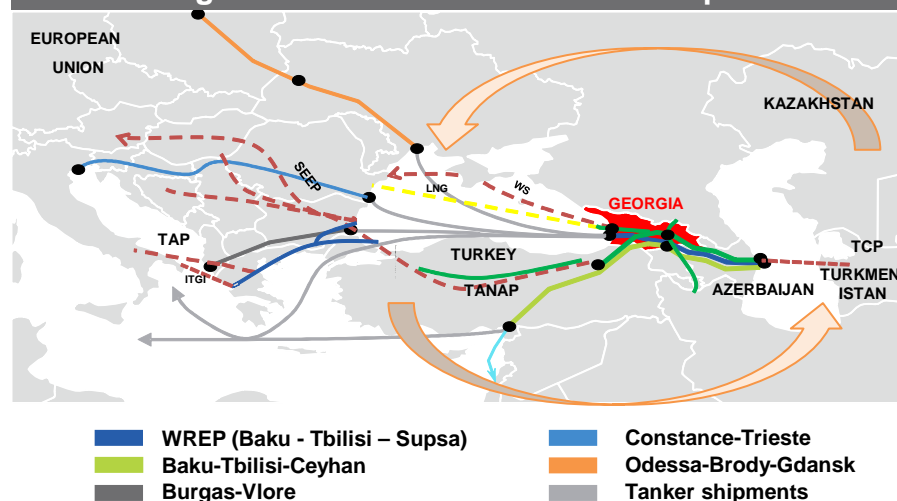 EUROPEAN
UNION
KAZAKHSTAN
SEEP
LNG
WS
GEORGIA
TAP
TURKEY
TCP
ITGI
TANAP
AZERBAIJAN
TURKMEN
ISTAN
WREP (Baku - Tbilisi – Supsa)
Constance-Trieste
Baku-Tbilisi-Ceyhan
Odessa-Brody-Gdansk
Burgas-Vlore
Tanker shipments